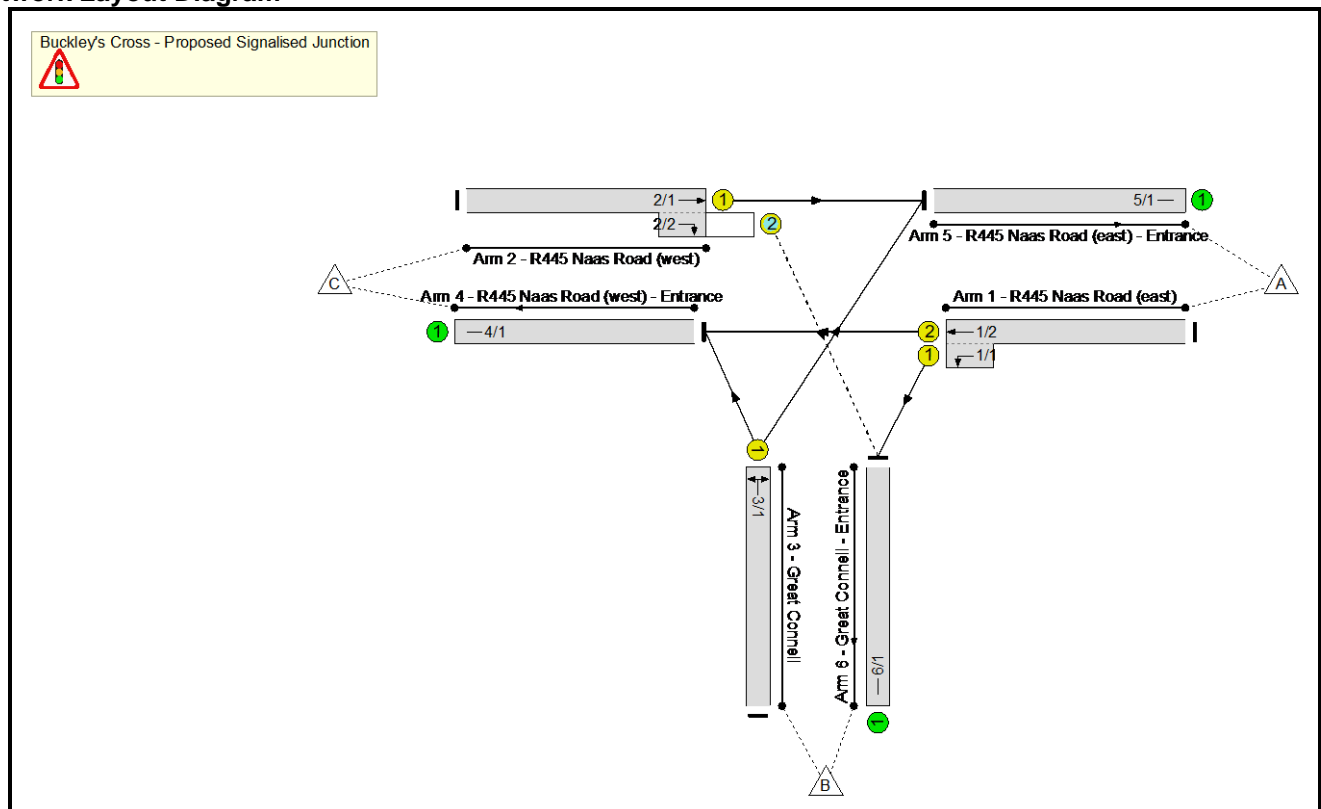 Buckley's Cross - Proposed Signalised Junction
2/1
1
5/1
1
2/2
2
Arm 5 - R445 Naas Road (east) - Entrance
Arm 2 - R445 Naas Road (west)
C
A
Arm 4 - R445 Naas Road (west) - Entrance
Arm 1 - R445 Naas Road (east)
1
4/1
2
1/2
1
1/1
1
3/1
Arm 3 - Great Connell
Arm 6 - Great Connell - Entrance
6/1
1
B